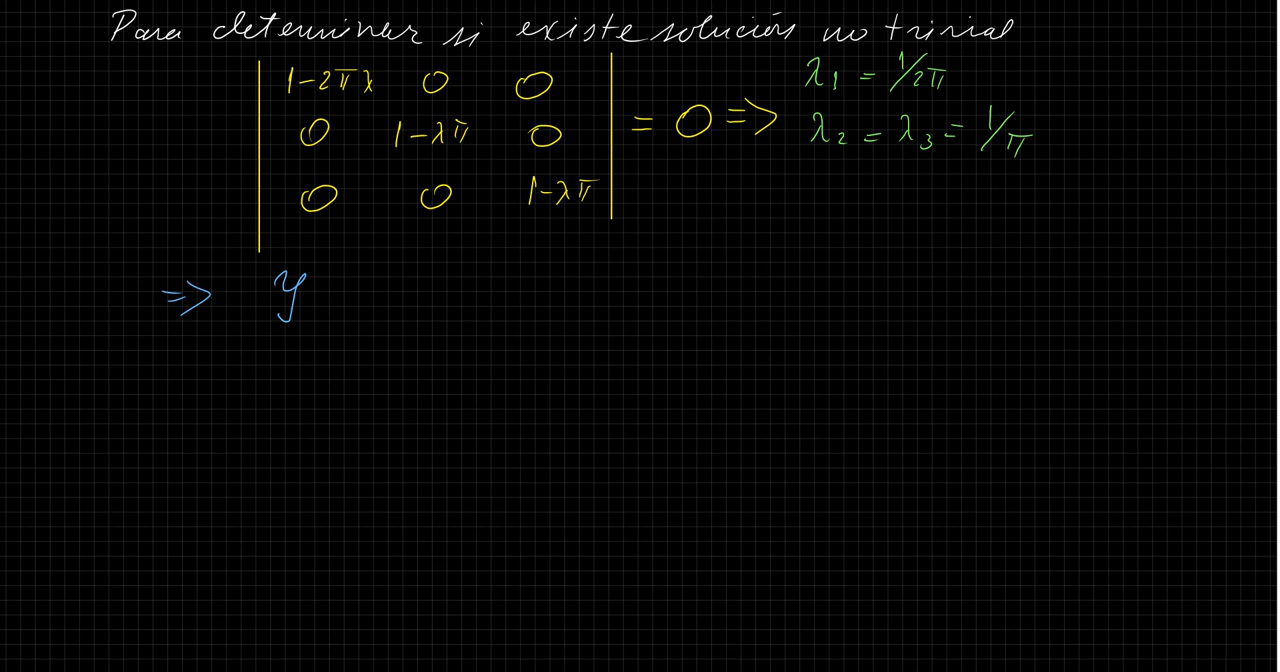 Para determinar si existe solución no trivial
| 1-2πλ 0 0 |
| 0 1-λπ 0 | = 0 =>
| 0 0 1-λπ |
λ1 = 1/2π
λ2 = λ3 = 1/π
=> y